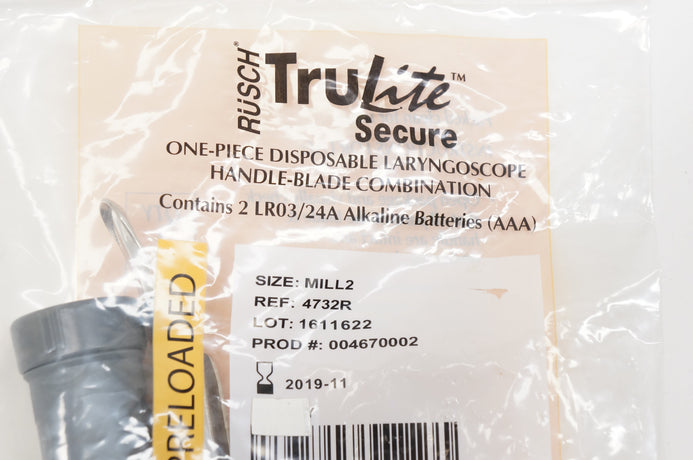 RÜSCH® TruLite™
Secure
ONE-PIECE DISPOSABLE LARYNGOSCOPE
HANDLE-BLADE COMBINATION
Contains 2 LR03/24A Alkaline Batteries (AAA)
PRELOADED
SIZE: MILL2
REF: 4732R
LOT: 1611622
PROD #: 004670002
2019-11